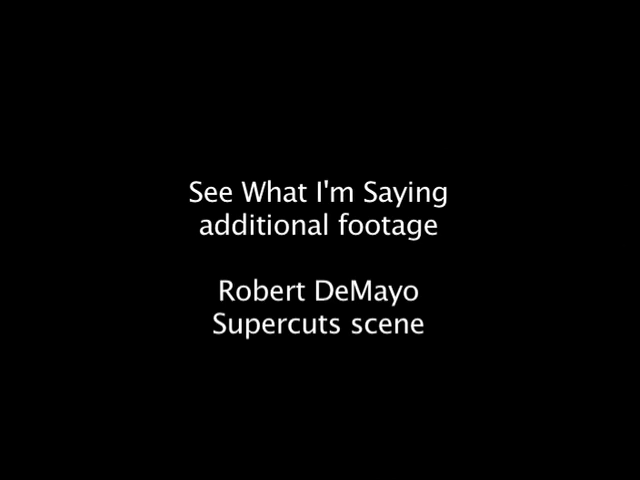 See What I'm Saying
additional footage
Robert DeMayo
Supercuts scene